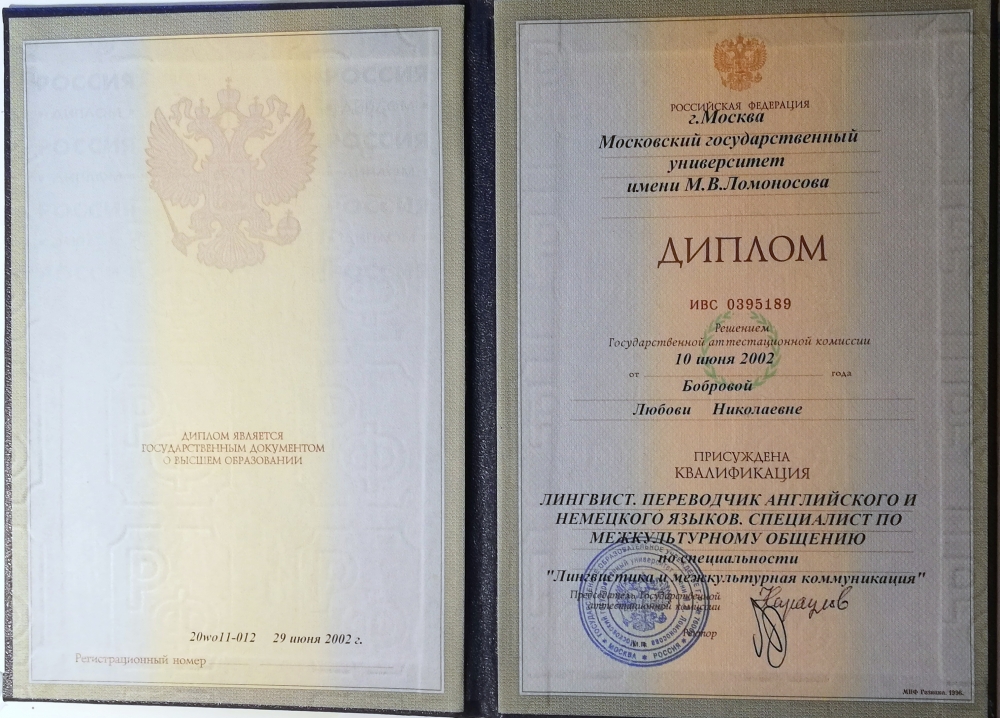 ДИПЛОМ ЯВЛЯЕТСЯ
ГОСУДАРСТВЕННЫМ ДОКУМЕНТОМ
О ВЫСШЕМ ОБРАЗОВАНИИ
20wo11-012 29 июня 2002 г.
Регистрационный номер
РОССИЙСКАЯ ФЕДЕРАЦИЯ
г.Москва
Московский государственный
университет
имени М.В.Ломоносова
ДИПЛОМ
ИВС 0395189
Решением
Государственной аттестационной комиссии
10 июня 2002
от года
Бобровой
Любови Николаевне
ПРИСУЖДЕНА
КВАЛИФИКАЦИЯ
ЛИНГВИСТ. ПЕРЕВОДЧИК АНГЛИЙСКОГО И
НЕМЕЦКОГО ЯЗЫКОВ. СПЕЦИАЛИСТ ПО
МЕЖКУЛЬТУРНОМУ ОБЩЕНИЮ
по специальности
"Лингвистика и межкультурная коммуникация"
Председатель Государственной
аттестационной комиссии
Ректор
МОСКВА РОССИЯ